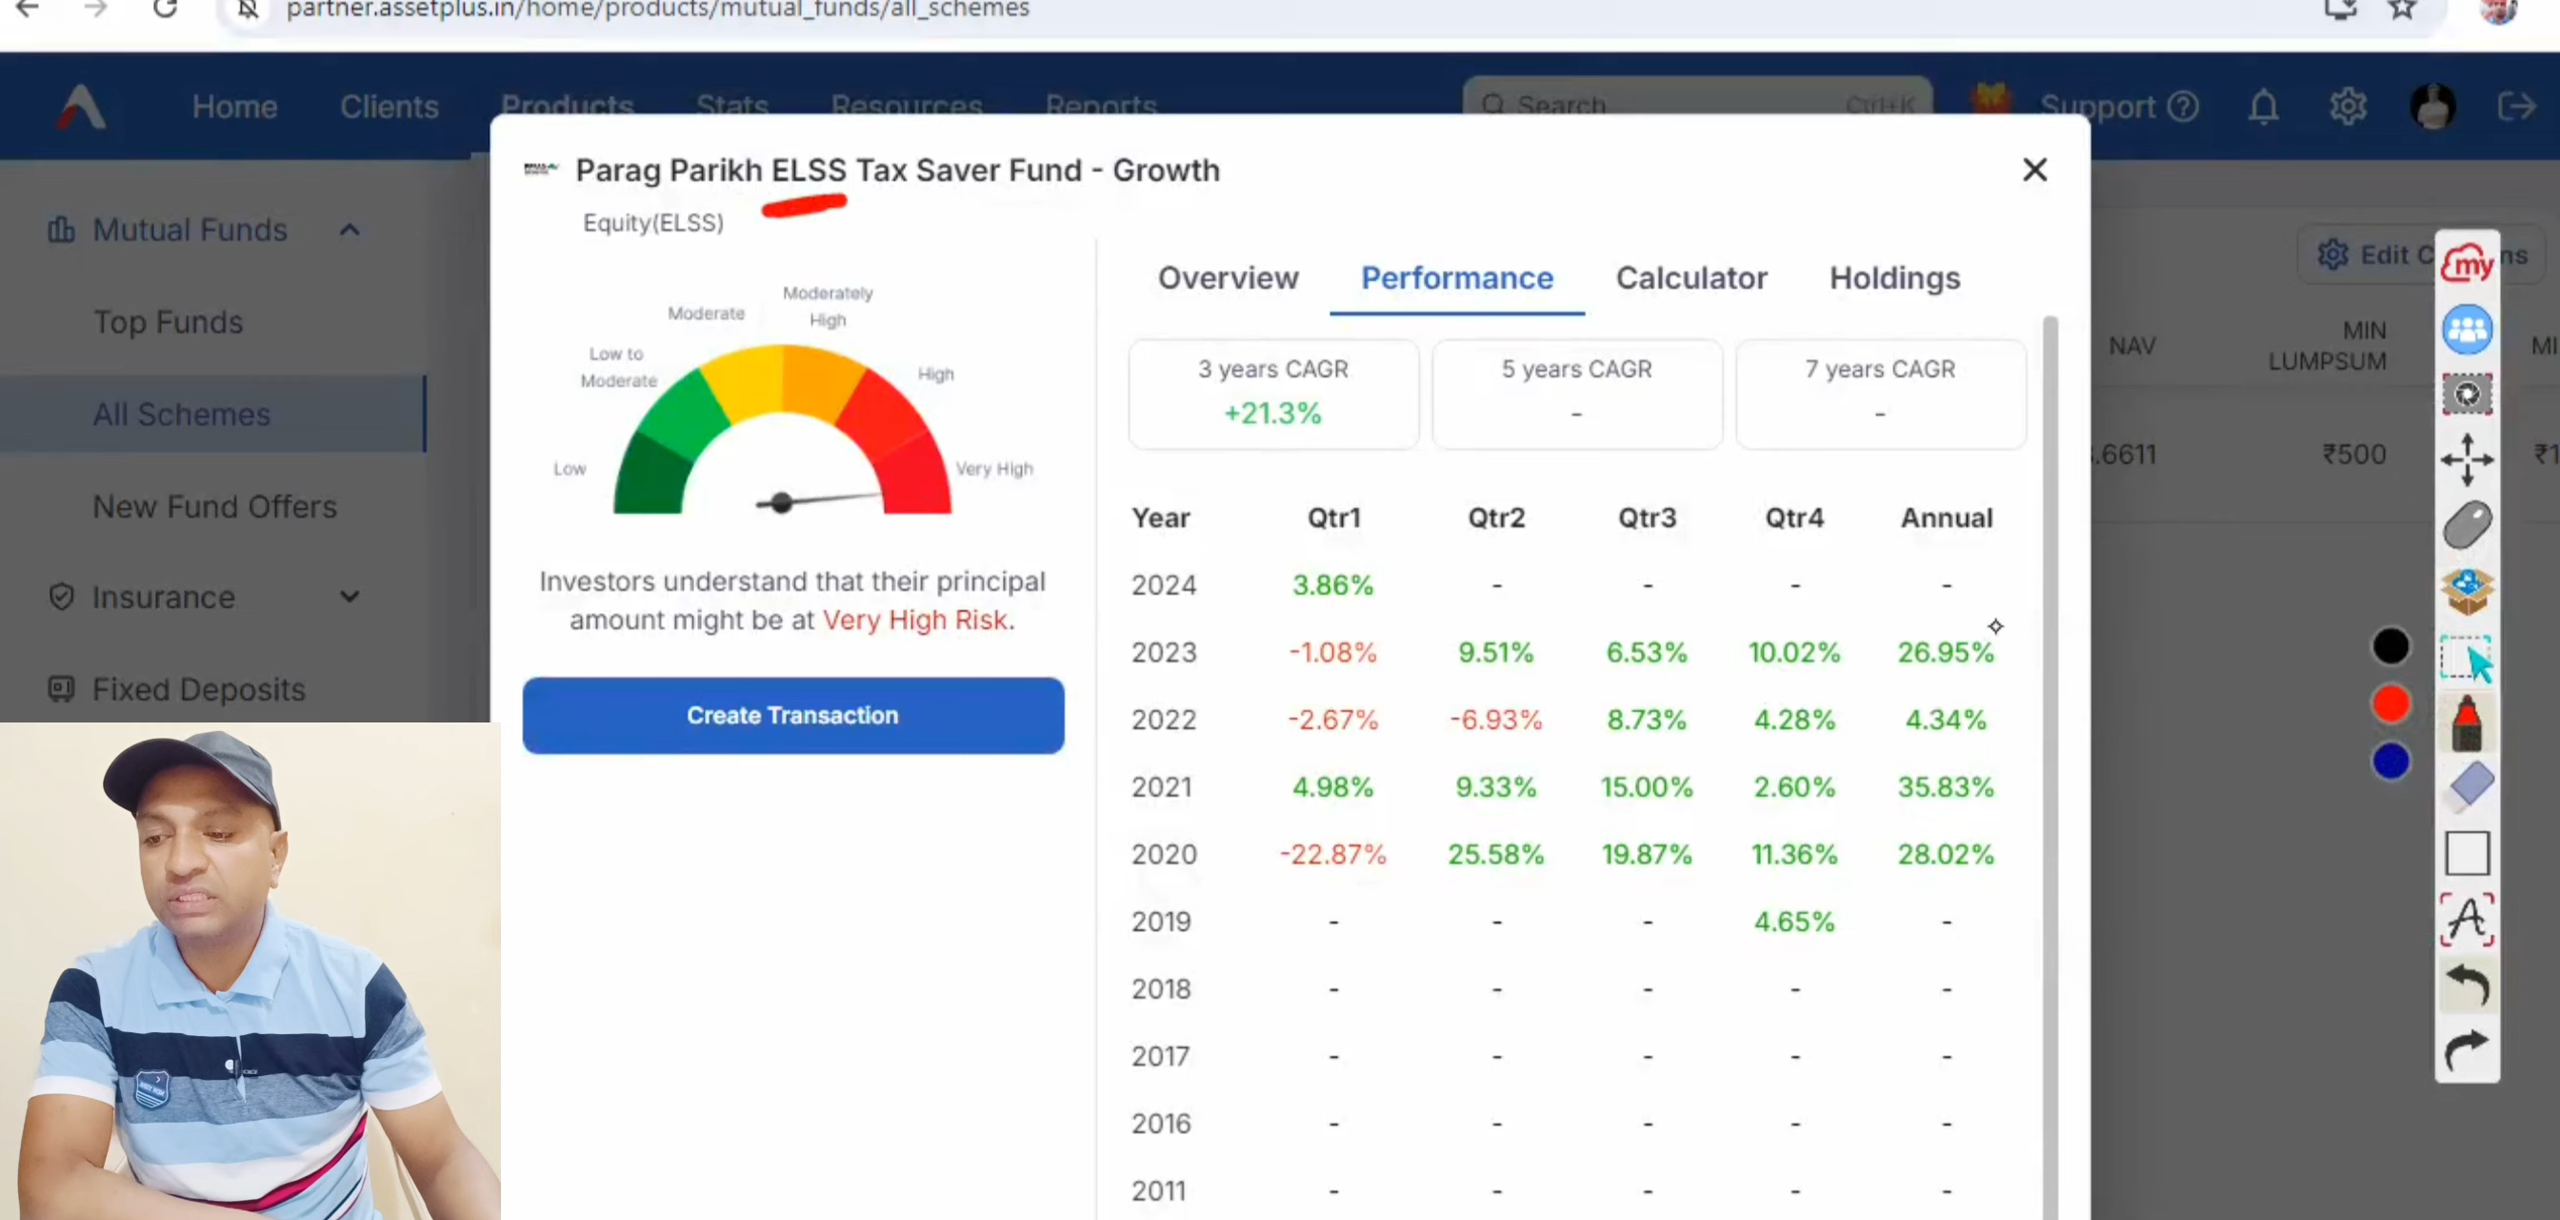 partner.assetplus.in/home/products/mutual_funds/all_schemes
Home Clients Products Stats Resources Reports Search Ctrl+K Support
Mutual Funds
Top Funds
All Schemes
New Fund Offers
Insurance
Fixed Deposits
Parag Parikh ELSS Tax Saver Fund - Growth
Equity(ELSS)
Low
Low to
Moderate
Moderate
Moderately
High
High
Very High
Investors understand that their principal
amount might be at Very High Risk.
Create Transaction
Overview Performance Calculator Holdings
3 years CAGR 5 years CAGR 7 years CAGR
+21.3% - -
Year Qtr1 Qtr2 Qtr3 Qtr4 Annual
2024 3.86% - - - -
2023 -1.08% 9.51% 6.53% 10.02% 26.95%
2022 -2.67% -6.93% 8.73% 4.28% 4.34%
2021 4.98% 9.33% 15.00% 2.60% 35.83%
2020 -22.87% 25.58% 19.87% 11.36% 28.02%
2019 - - - 4.65% -
2018 - - - - -
2017 - - - - -
2016 - - - - -
2011 - - - - -
Edit C ns
NAV MIN
LUMPSUM MI
.6611 ₹500 ₹1
my
A